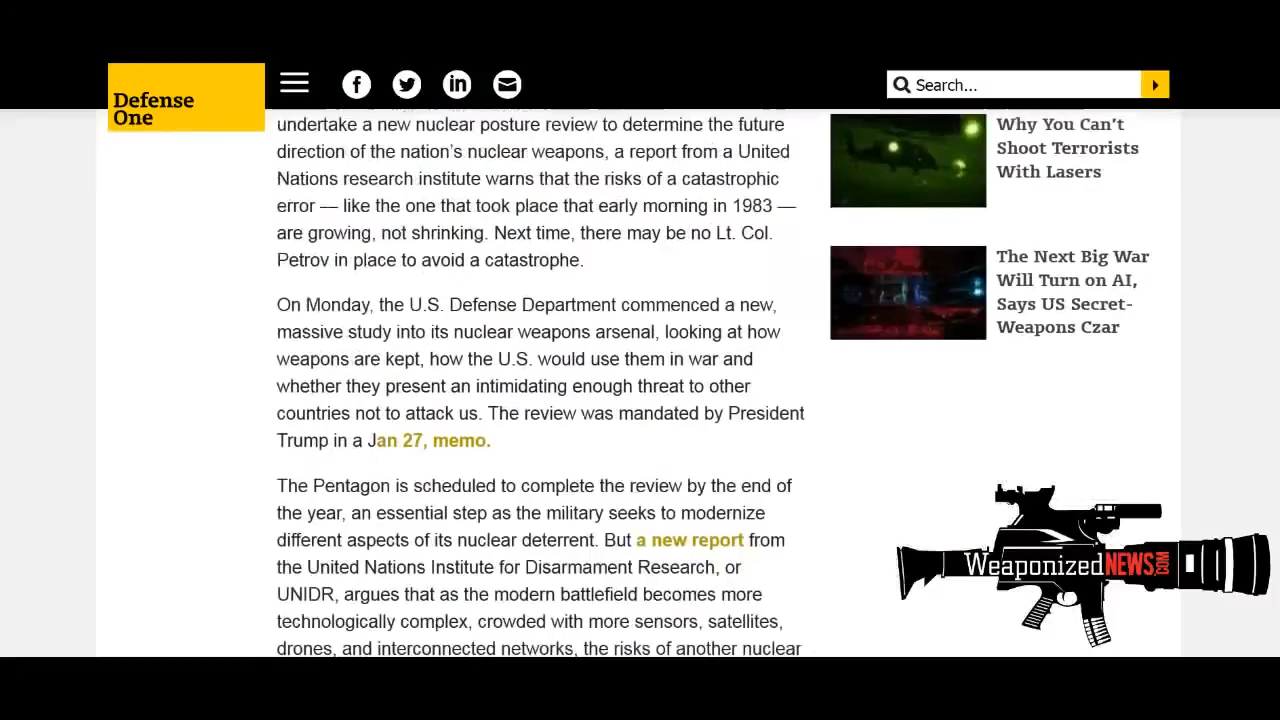 Defense
One
Search...
undertake a new nuclear posture review to determine the future
direction of the nation’s nuclear weapons, a report from a United
Nations research institute warns that the risks of a catastrophic
error — like the one that took place that early morning in 1983 —
are growing, not shrinking. Next time, there may be no Lt. Col.
Petrov in place to avoid a catastrophe.
On Monday, the U.S. Defense Department commenced a new,
massive study into its nuclear weapons arsenal, looking at how
weapons are kept, how the U.S. would use them in war and
whether they present an intimidating enough threat to other
countries not to attack us. The review was mandated by President
Trump in a Jan 27, memo.
The Pentagon is scheduled to complete the review by the end of
the year, an essential step as the military seeks to modernize
different aspects of its nuclear deterrent. But a new report from
the United Nations Institute for Disarmament Research, or
UNIDR, argues that as the modern battlefield becomes more
technologically complex, crowded with more sensors, satellites,
drones, and interconnected networks, the risks of another nuclear
Why You Can’t
Shoot Terrorists
With Lasers
The Next Big War
Will Turn on AI,
Says US Secret-
Weapons Czar
WeaponizedNEWS.COM